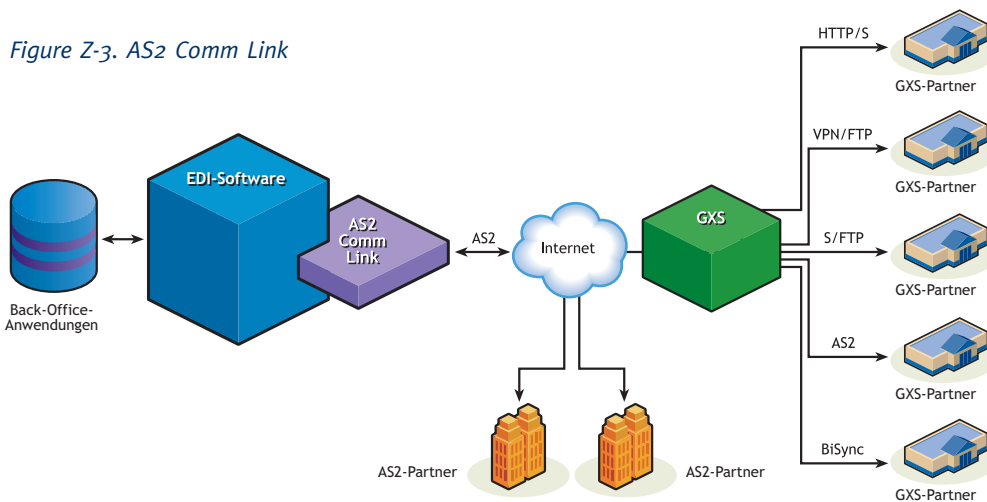 Figure Z-3. AS2 Comm Link
HTTP/S
GXS-Partner
VPN/FTP
GXS-Partner
EDI-Software
AS2
Comm
Link
GXS
S/FTP
GXS-Partner
AS2
Internet
Back-Office-
Anwendungen
AS2
GXS-Partner
BiSync
GXS-Partner
AS2-Partner
AS2-Partner